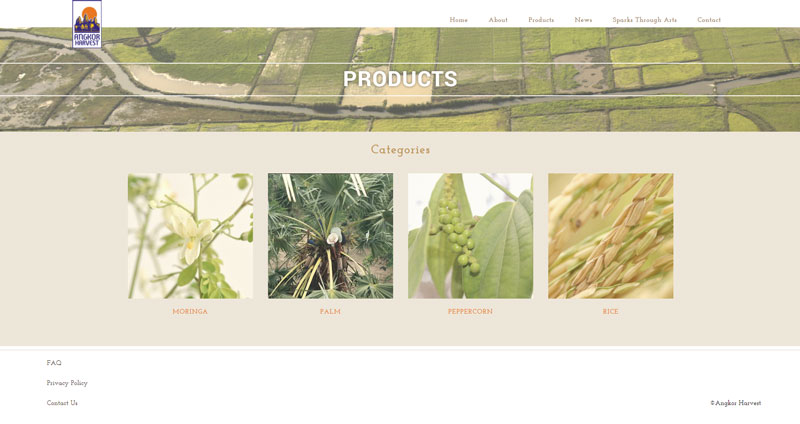 ANGKOR
HARVEST
Home About Products News Sparks Through Arts Contact
PRODUCTS
Categories
MORINGA PALM PEPPERCORN RICE
FAQ
Privacy Policy
Contact Us
©Angkor Harvest